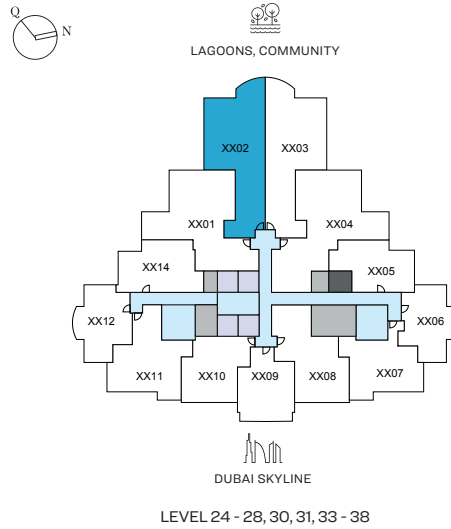 Q
N
LAGOONS, COMMUNITY
XX02
XX03
XX01
XX04
XX14
XX05
XX12
XX06
XX11
XX10
XX09
XX08
XX07
DUBAI SKYLINE
LEVEL 24 - 28, 30, 31, 33 - 38